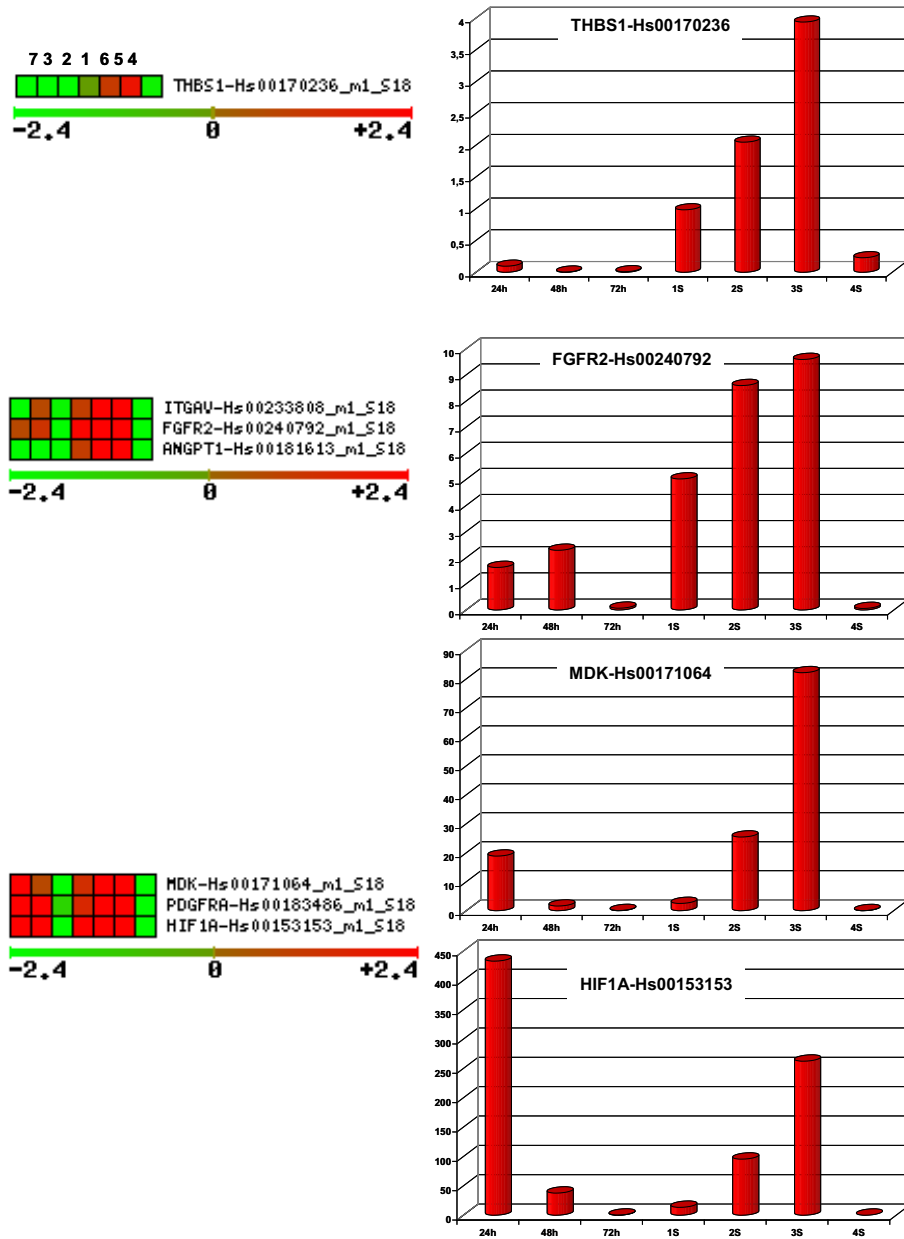 7 3 2 1 6 5 4
THBS1-Hs00170236_m1_S18
-2.4 0 +2.4
THBS1-Hs00170236
4
3,5
3
2,5
2
1,5
1
0,5
0
24h 48h 72h 1S 2S 3S 4S
ITGAV-Hs00233808_m1_S18
FGFR2-Hs00240792_m1_S18
ANGPT1-Hs00181613_m1_S18
-2.4 0 +2.4
FGFR2-Hs00240792
10
9
8
7
6
5
4
3
2
1
0
24h 48h 72h 1S 2S 3S 4S
MDK-Hs00171064
90
80
70
60
50
40
30
20
10
0
24h 48h 72h 1S 2S 3S 4S
MDK-Hs00171064_m1_S18
PDGFRA-Hs00183486_m1_S18
HIF1A-Hs00153153_m1_S18
-2.4 0 +2.4
HIF1A-Hs00153153
450
400
350
300
250
200
150
100
50
0
24h 48h 72h 1S 2S 3S 4S